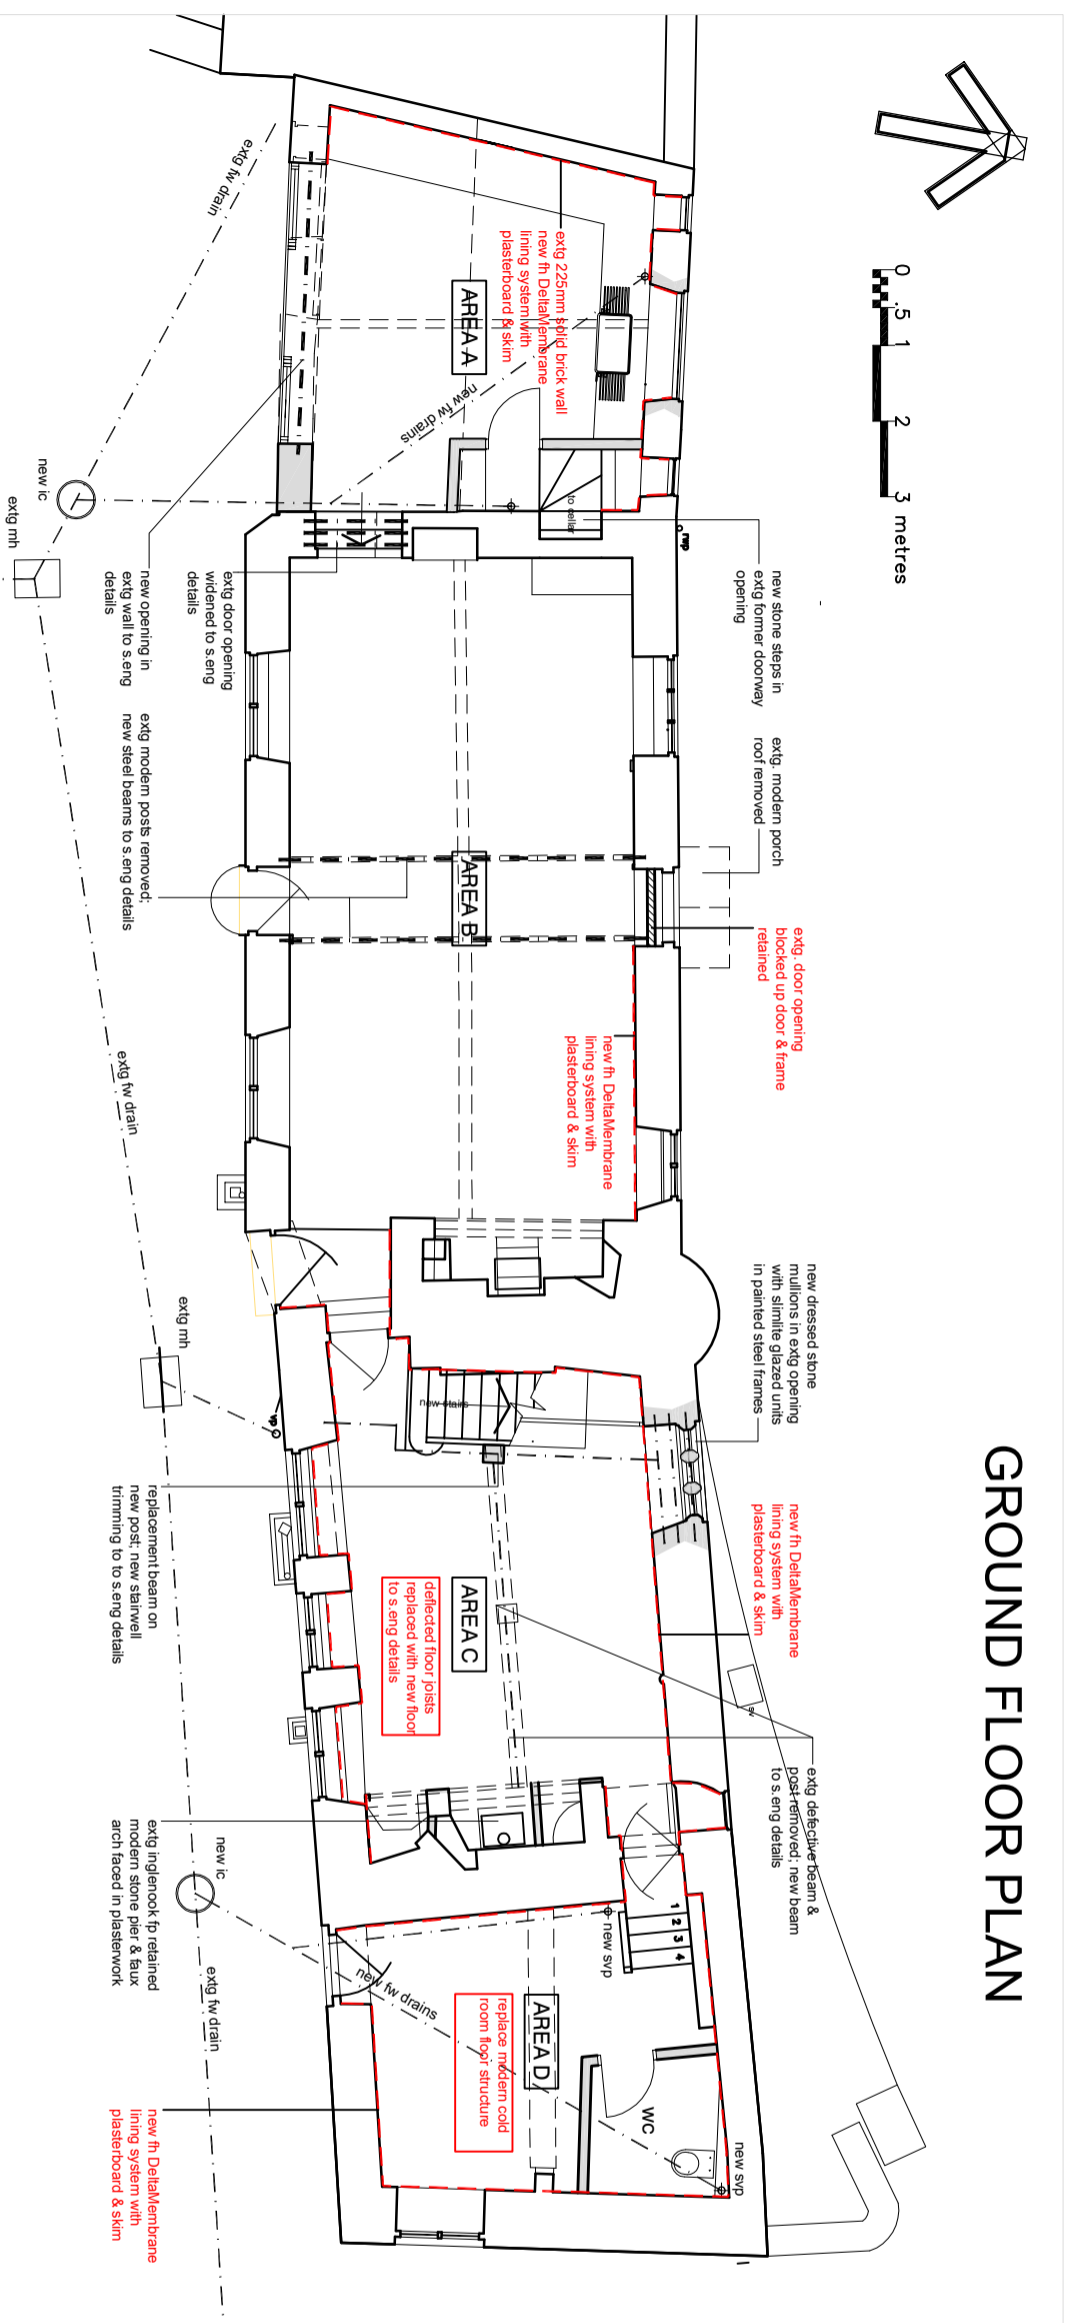 GROUND FLOOR PLAN
0 .5 1 2 3 metres
new stone steps in
extg former doorway
opening
extg. modern porch
roof removed
extg. door opening
blocked up door & frame
retained
new dressed stone
mullions in extg opening
with slimlite glazed units
in painted steel frames
new fh DeltaMembrane
lining system with
plasterboard & skim
extg defective beam &
post removed; new beam
to s.eng details
rwp
sv
extg 225mm solid brick wall
new fh DeltaMembrane
lining system with
plasterboard & skim
AREA A
to cellar
new fw drains
AREA B
new fh DeltaMembrane
lining system with
plasterboard & skim
new stairs
AREA C
deflected floor joists
replaced with new floor
to s.eng details
1
2
3
4
new svp
AREA D
replace modern cold
room floor structure
new fw drains
WC
new svp
extg fw drain
new ic
extg mh
new opening in
extg wall to s.eng
details
extg door opening
widened to s.eng
details
extg modern posts removed;
new steel beams to s.eng details
extg fw drain
extg mh
vp
replacement beam on
new post; new stairwell
trimming to to s.eng details
extg inglenook fp retained
modern stone pier & faux
arch faced in plasterwork
new ic
extg fw drain
new fh DeltaMembrane
lining system with
plasterboard & skim